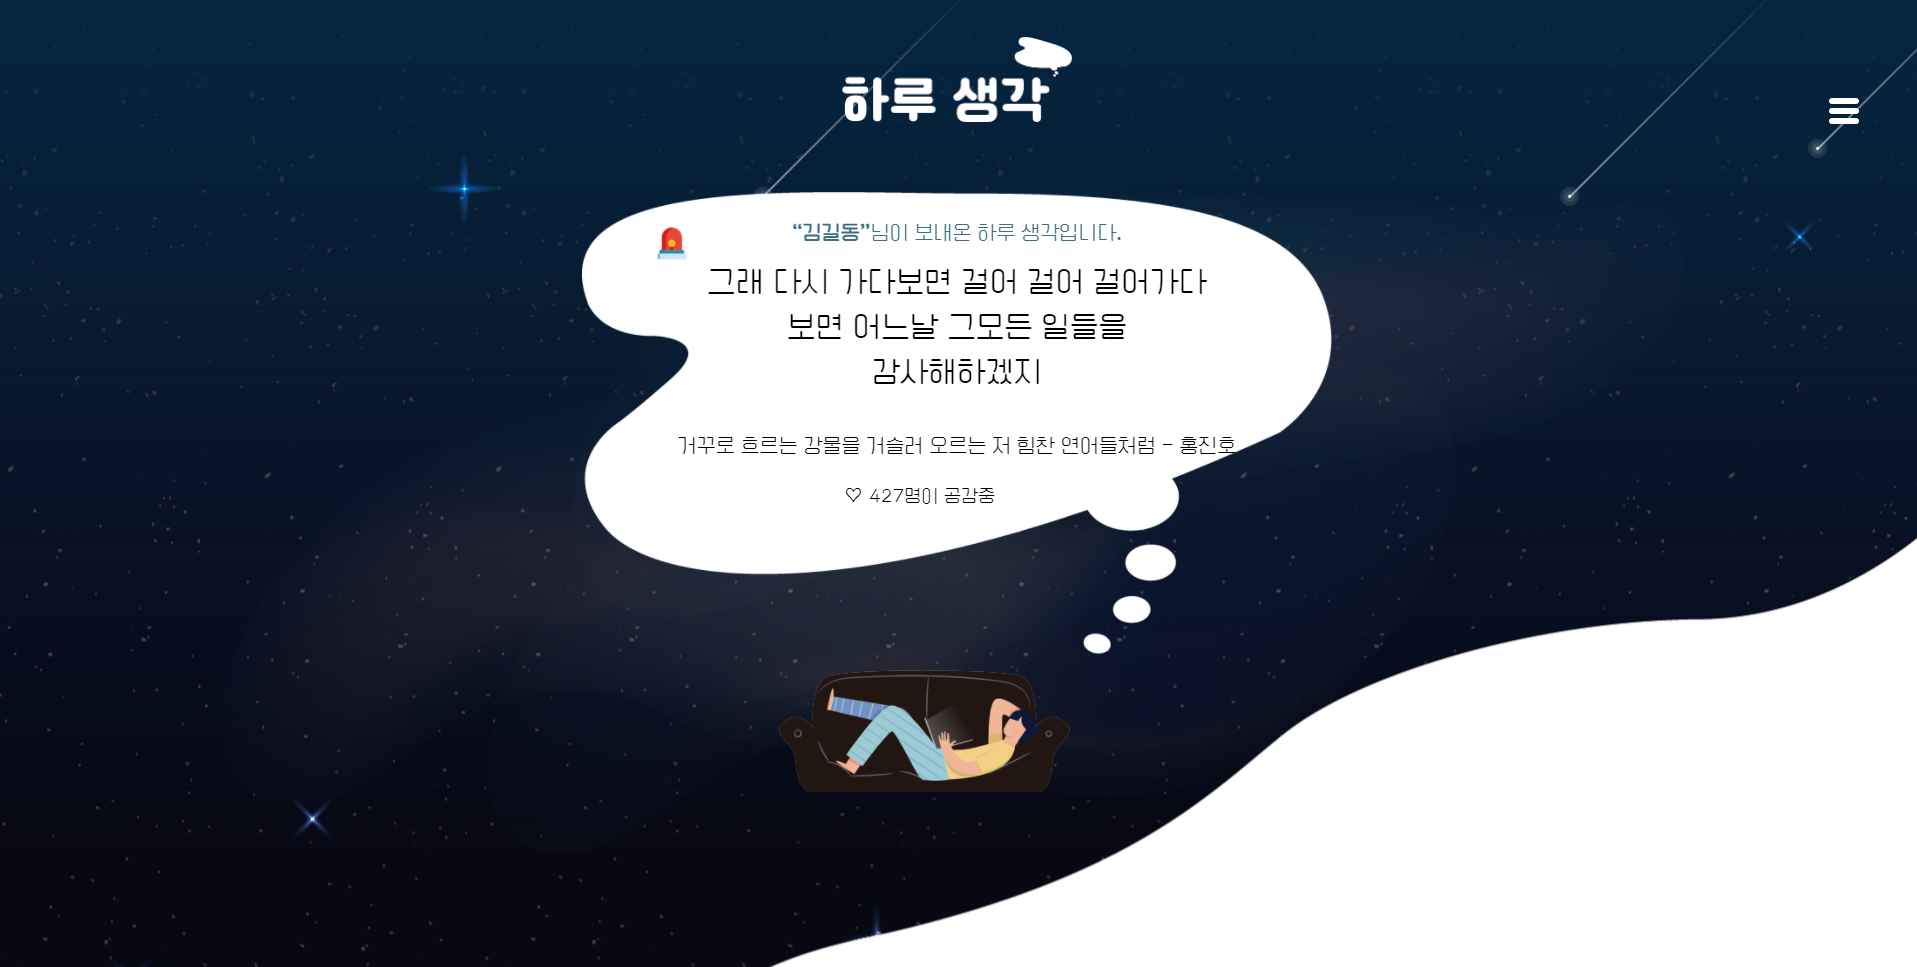 하루 생각
“김길동”님이 보내온 하루 생각입니다.
그래 다시 가다보면 걸어 걸어 걸어가다
보면 어느날 그모든 일들을
감사해하겠지
거꾸로 흐르는 강물을 거슬러 오르는 저 힘찬 연어들처럼 - 홍진호
♡ 427명이 공감중